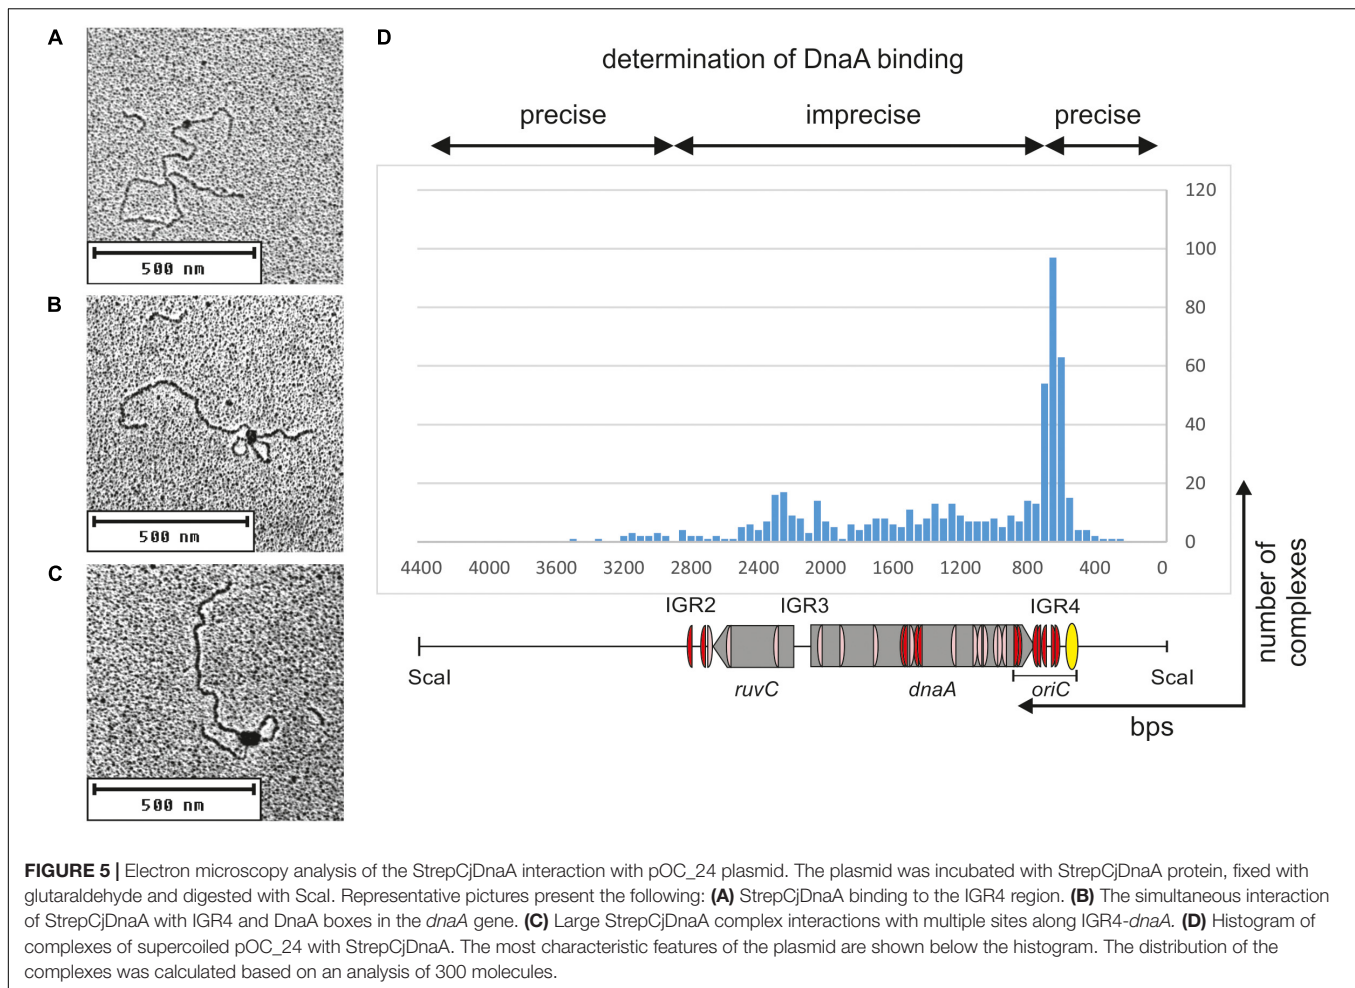 A
500 nm
B
500 nm
C
500 nm
D
determination of DnaA binding
precise
imprecise
precise
120
100
80
60
40
20
0
4400 4000 3600 3200 2800 2400 2000 1600 1200 800 400 0
IGR2 IGR3 IGR4
ScaI ruvC dnaA oriC ScaI
bps
number of
complexes
FIGURE 5 | Electron microscopy analysis of the StrepCjDnaA interaction with pOC_24 plasmid. The plasmid was incubated with StrepCjDnaA protein, fixed with
glutaraldehyde and digested with ScaI. Representative pictures present the following: (A) StrepCjDnaA binding to the IGR4 region. (B) The simultaneous interaction
of StrepCjDnaA with IGR4 and DnaA boxes in the dnaA gene. (C) Large StrepCjDnaA complex interactions with multiple sites along IGR4-dnaA. (D) Histogram of
complexes of supercoiled pOC_24 with StrepCjDnaA. The most characteristic features of the plasmid are shown below the histogram. The distribution of the
complexes was calculated based on an analysis of 300 molecules.